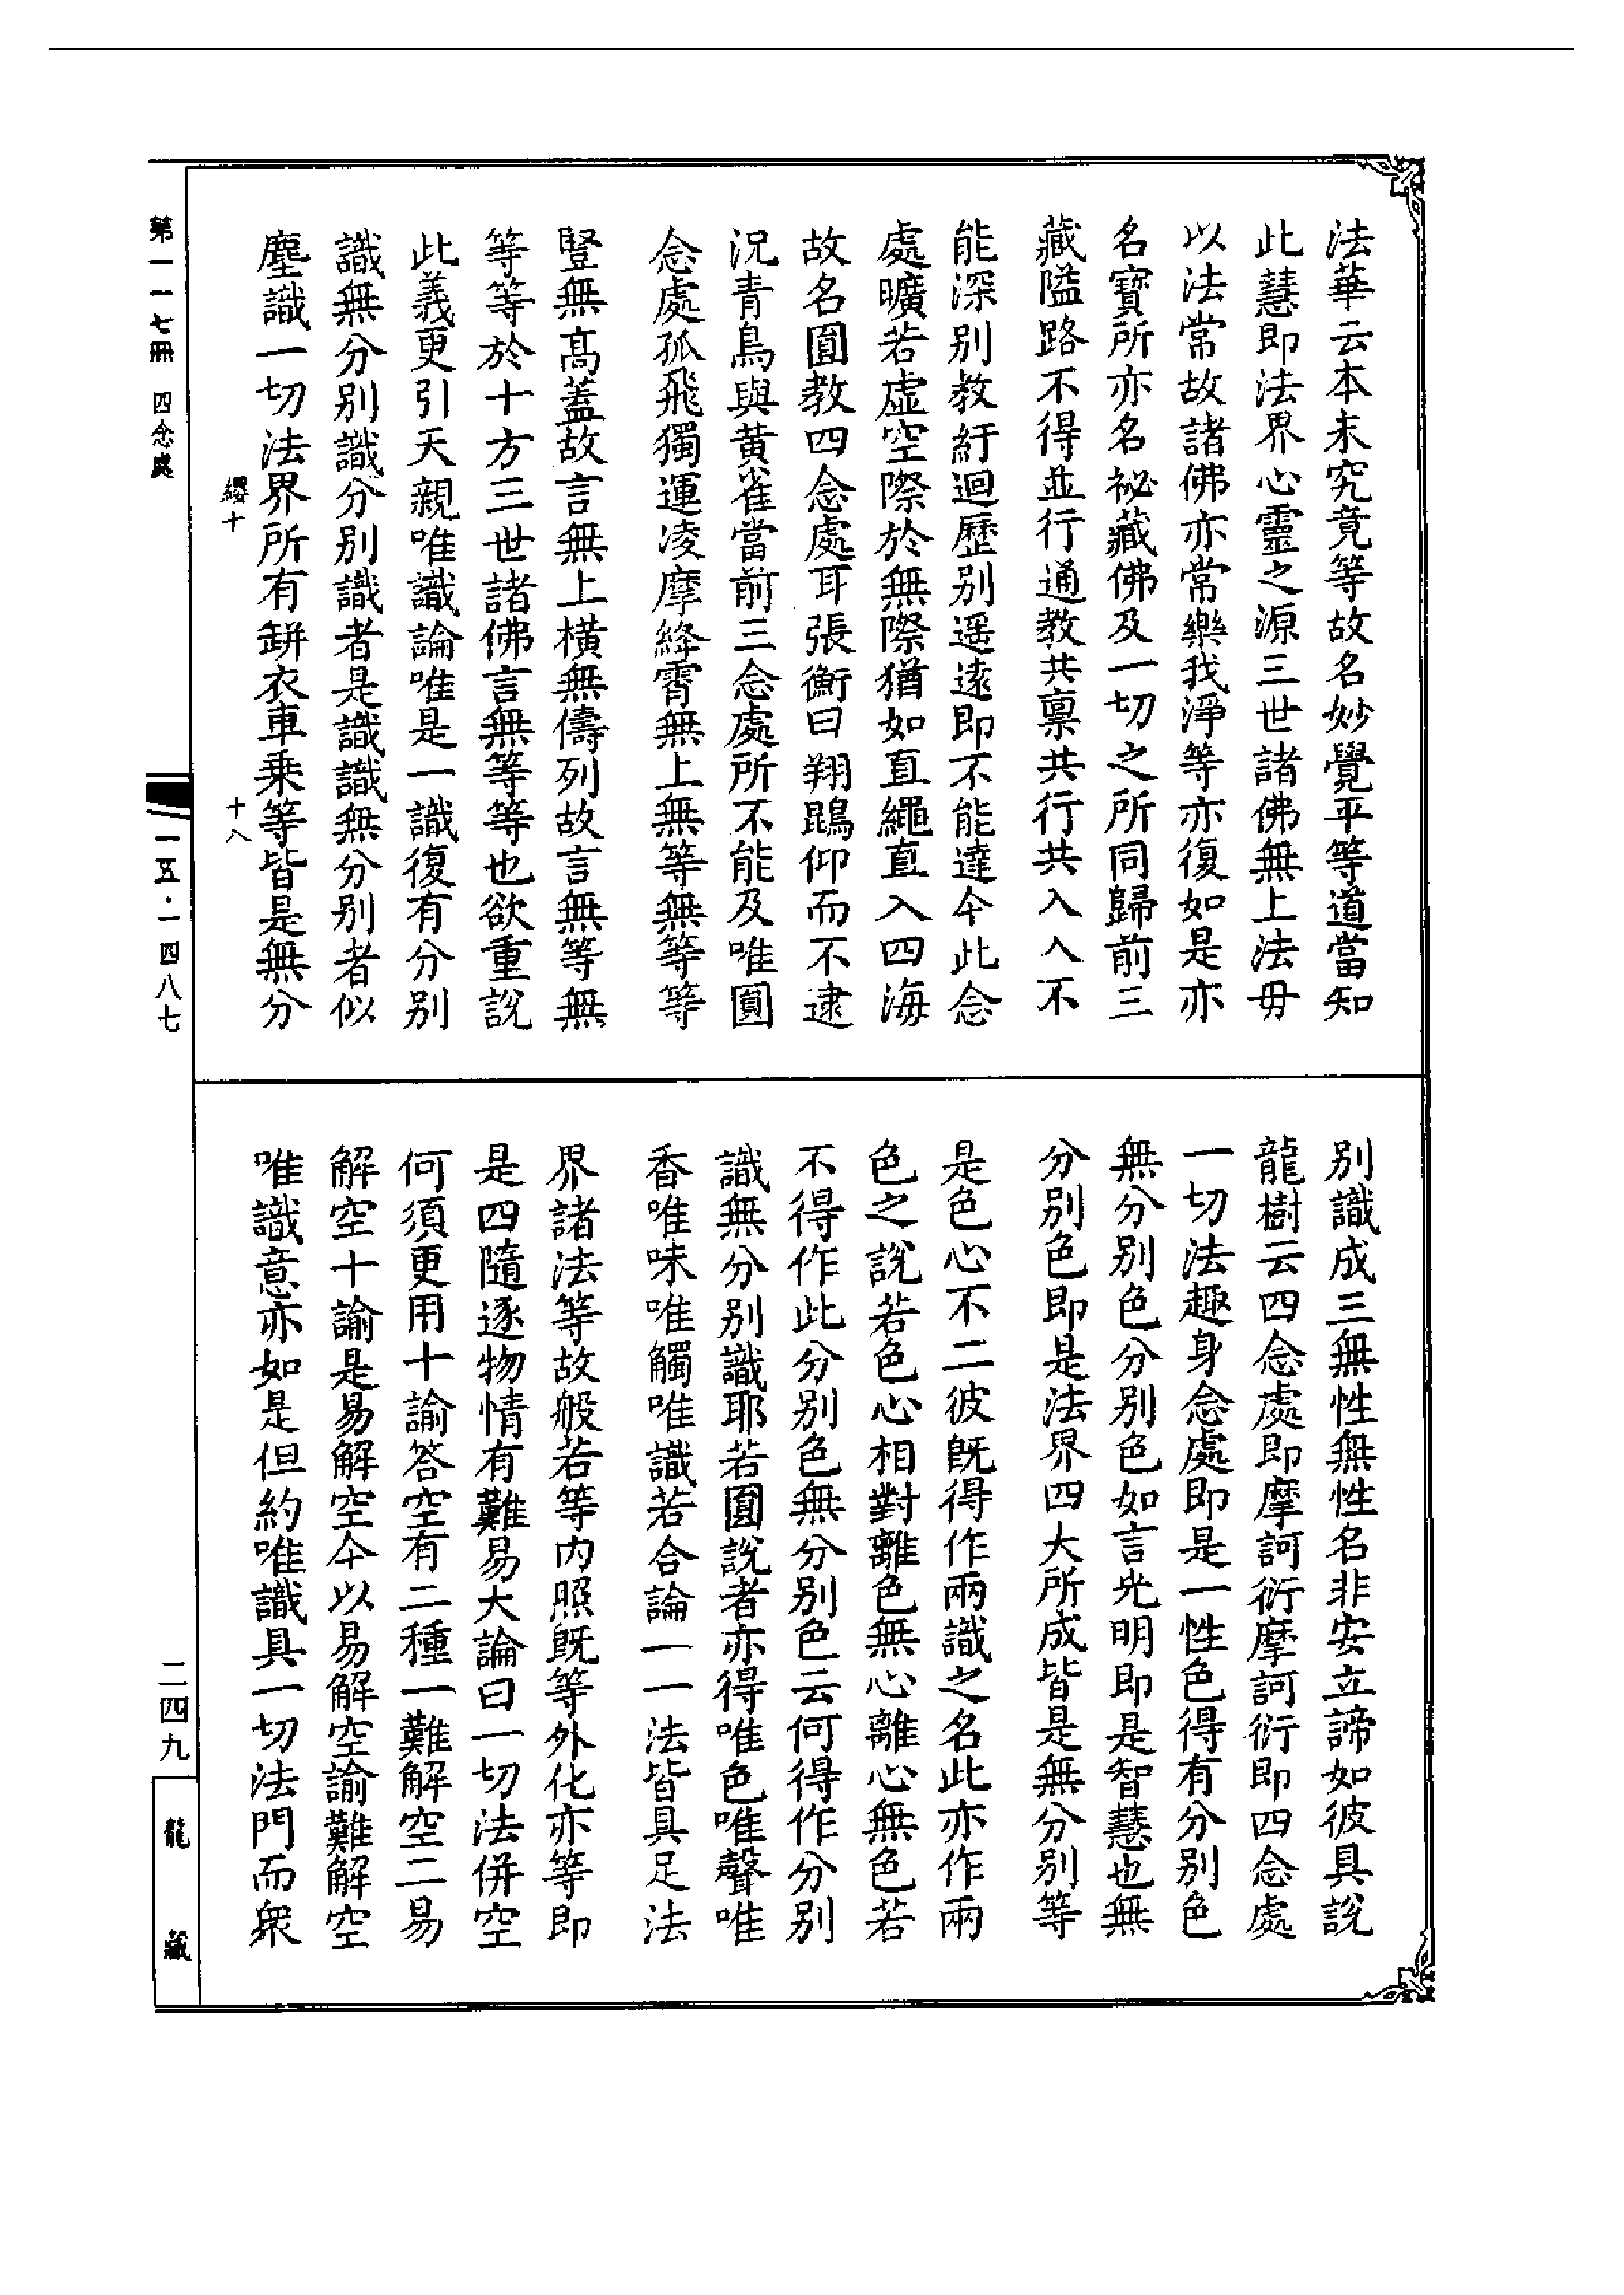 法華云本末究竟等故名妙覺平等道當知
此慧即法界心靈之源三世諸佛無上法母
以法常故諸佛亦常樂我淨等亦復如是亦
名寶所亦名祕藏佛及一切之所同歸前三
藏隘路不得並行通教共稟共行共入入不
能深別教紆迴歷別遥遠即不能達今此念
處曠若虛空際於無際猶如直繩直入四海
故名圓教四念處耳張衡曰翔鵾仰而不逮
況青鳥與黃雀當前三念處所不能及唯圓
念處孤飛獨運凌摩絳霄無上無等無等等
豎無高蓋故言無上橫無儔列故言無等無
等等於十方三世諸佛言無等等也欲重說
此義更引天親唯識論唯是一識復有分別
識無分別識分別識者是識識無分別者似
塵識一切法界所有缾衣車乗等皆是無分
別識成三無性無性名非安立諦如彼具說
龍樹云四念處即摩訶衍摩訶衍即四念處
一切法趣身念處即是一性色得有分別色
無分別色分別色如言光明即是智慧也無
分別色即是法界四大所成皆是無分別等
是色心不二彼既得作兩識之名此亦作兩
色之說若色心相對離色無心離心無色若
不得作此分別色無分別色云何得作分別
識無分別識耶若圓說者亦得唯色唯聲唯
香唯味唯觸唯識若合論一一法皆具足法
界諸法等故般若等内照既等外化亦等即
是四隨逐物情有難易大論曰一切法併空
何須更用十諭答空有二種一難解空二易
解空十諭是易解空今以易解空諭難解空
唯識意亦如是但約唯識具一切法門而衆
纓十
十八
第一一七冊 四念處
一五·一四八七
二四九
龍藏